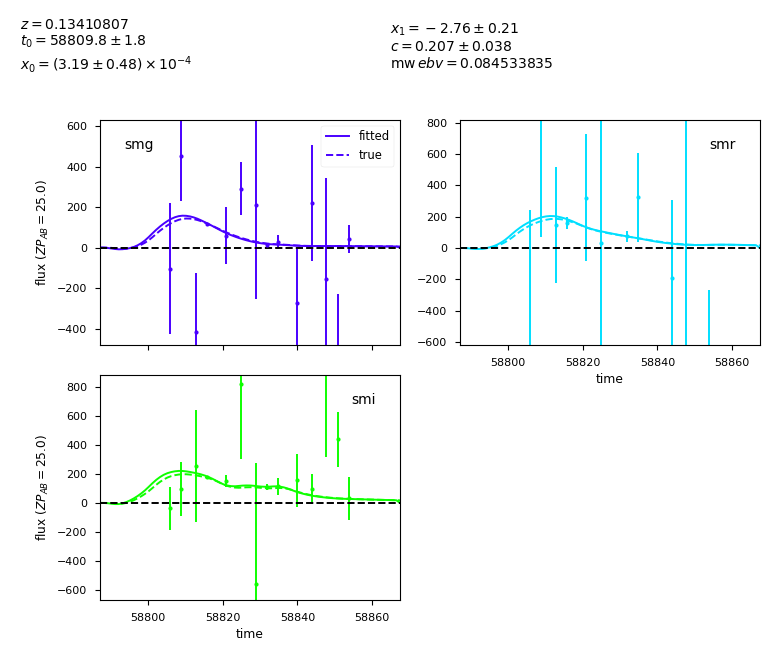 z = 0.13410807
t0 = 58809.8 ± 1.8
x0 = (3.19 ± 0.48) × 10^−4
x1 = −2.76 ± 0.21
c = 0.207 ± 0.038
mw ebv = 0.084533835
smg
fitted
true
600
400
200
0
−200
−400
flux (ZP_AB = 25.0)
smr
800
600
400
200
0
−200
−400
−600
58800 58820 58840 58860
time
smi
800
600
400
200
0
−200
−400
−600
flux (ZP_AB = 25.0)
58800 58820 58840 58860
time